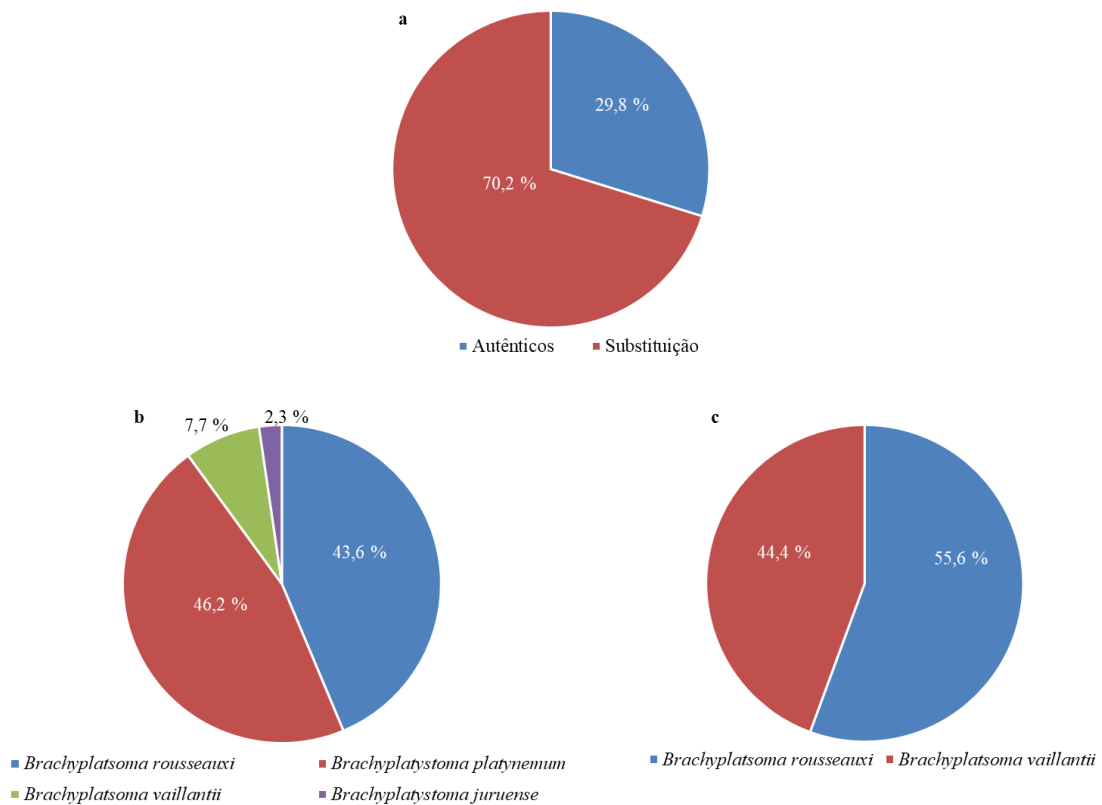 a
29,8 %
70,2 %
Autênticos Substituição
b
7,7 %
2,3 %
43,6 %
46,2 %
Brachyplatsoma rousseauxi Brachyplatystoma platynemum
Brachyplatsoma vaillantii Brachyplatystoma juruense
c
44,4 %
55,6 %
Brachyplatsoma rousseauxi Brachyplatsoma vaillantii